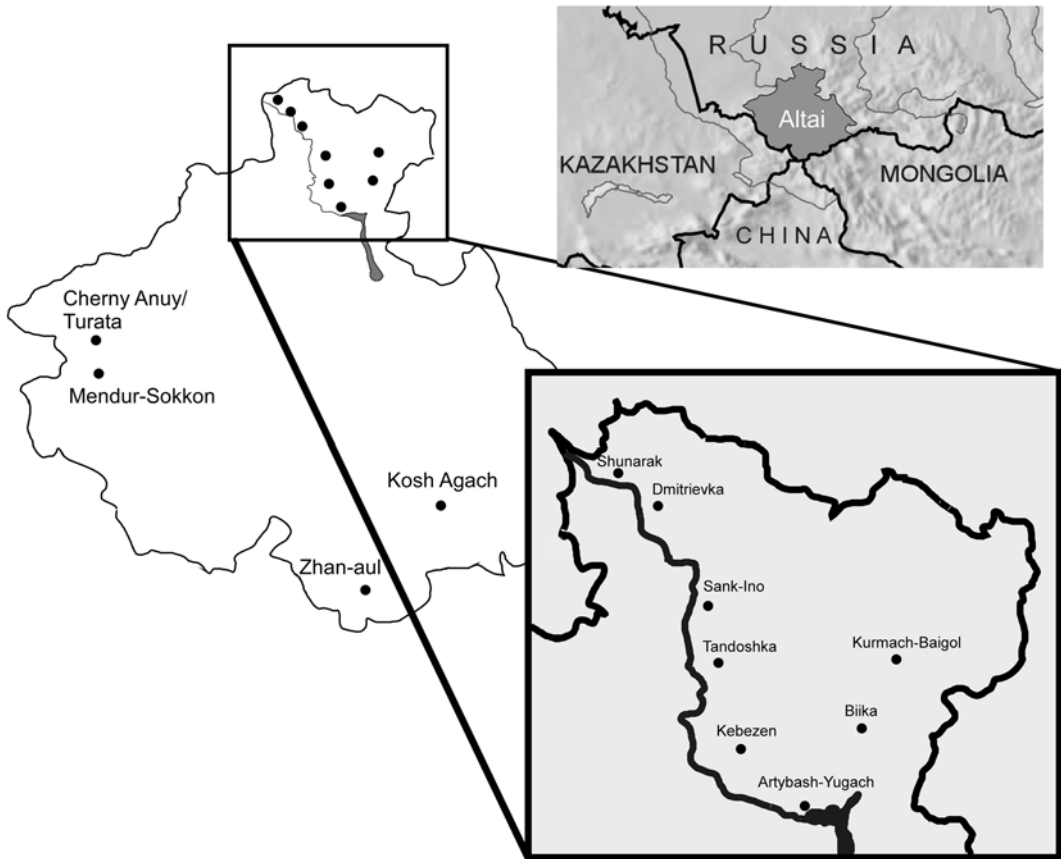 R U S S I A
Altai
KAZAKHSTAN
MONGOLIA
CHINA
Cherny Anuy/
Turata
Mendur-Sokkon
Kosh Agach
Zhan-aul
Shunarak
Dmitrievka
Sank-Ino
Tandoshka
Kurmach-Baigol
Biika
Kebezen
Artybash-Yugach